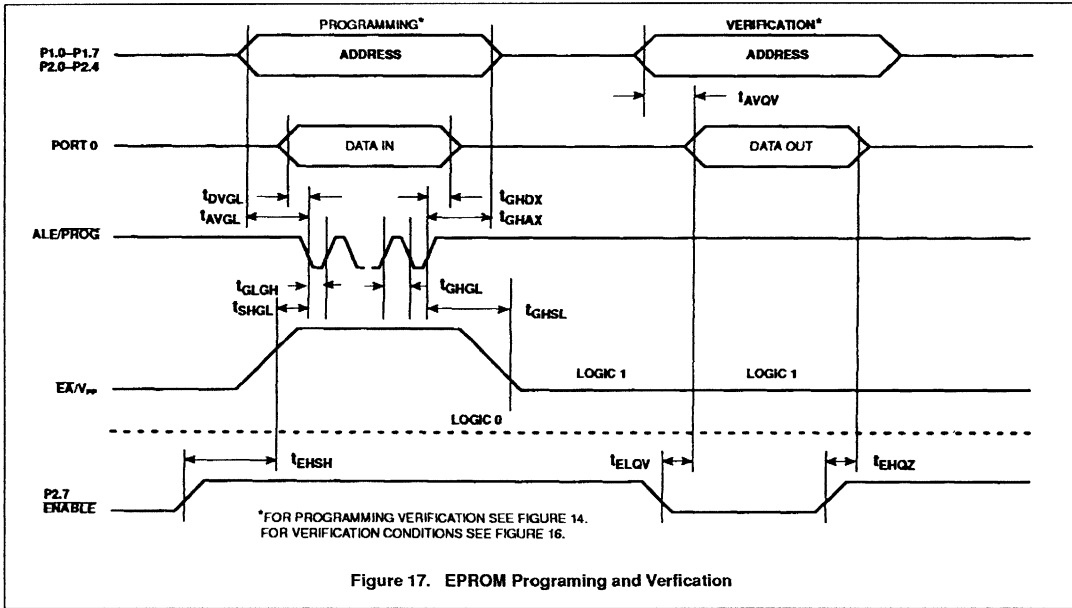 PROGRAMMING*
VERIFICATION*
P1.0–P1.7
P2.0–P2.4
ADDRESS
ADDRESS
tAVQV
PORT 0
DATA IN
DATA OUT
tDVGL
tGHDX
tAVGL
tGHAX
ALE/PROG
tGLGH
tGHGL
tSHGL
tGHSL
EA/VPP
LOGIC 1
LOGIC 1
LOGIC 0
tEHSH
tELQV
tEHQZ
P2.7
ENABLE
*FOR PROGRAMMING VERIFICATION SEE FIGURE 14.
FOR VERIFICATION CONDITIONS SEE FIGURE 16.
Figure 17. EPROM Programing and Verfication